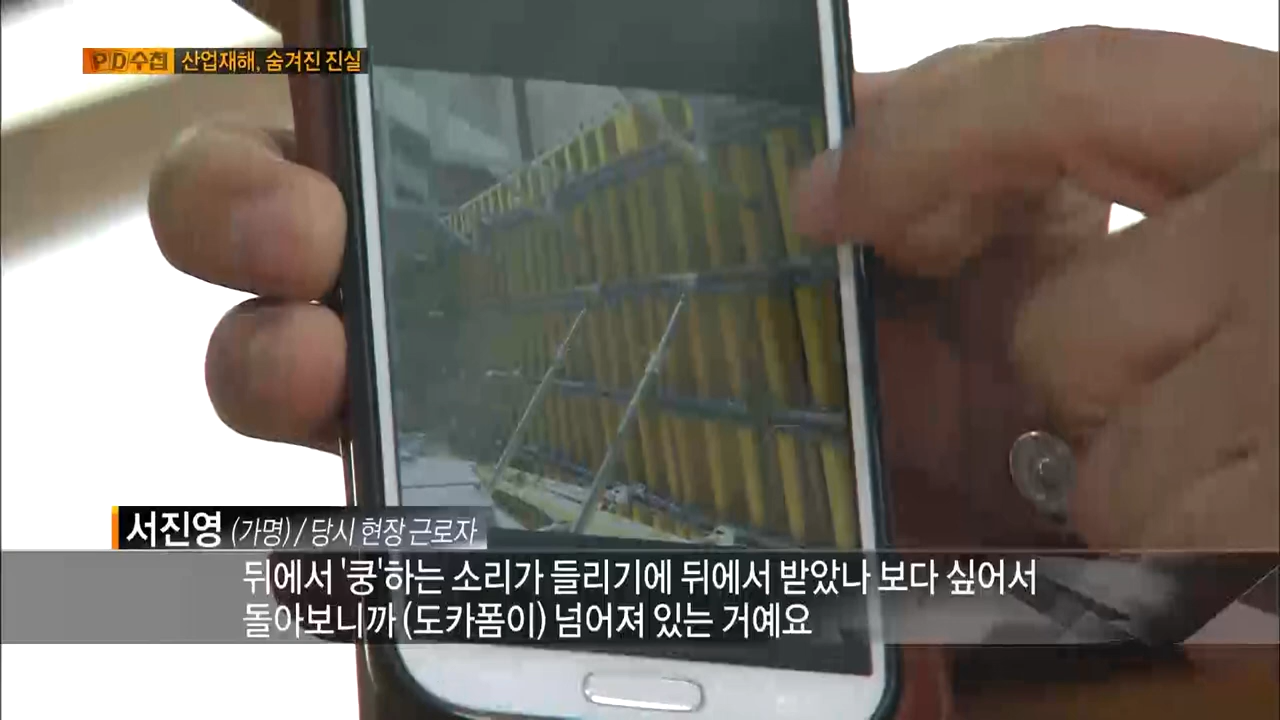 PD수첩 산업재해, 숨겨진 진실
서진영 (가명) / 당시 현장 근로자
뒤에서 '쿵'하는 소리가 들리기에 뒤에서 받았나 보다 싶어서
돌아보니까 (도카폼이) 넘어져 있는 거예요